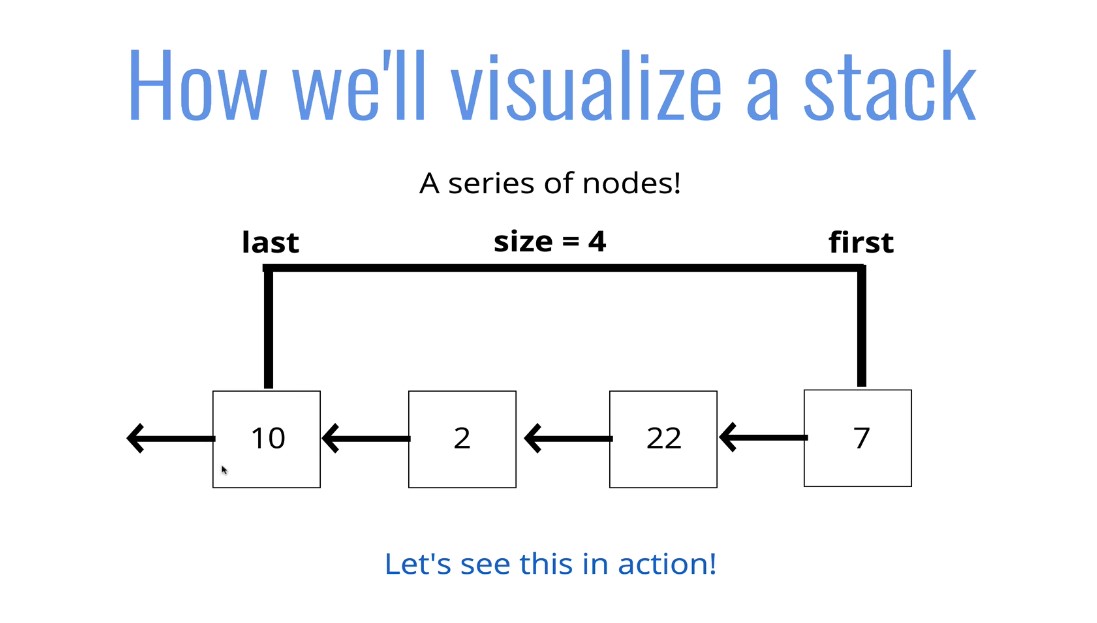 How we'll visualize a stack
A series of nodes!
last size = 4 first
10 2 22 7
Let's see this in action!